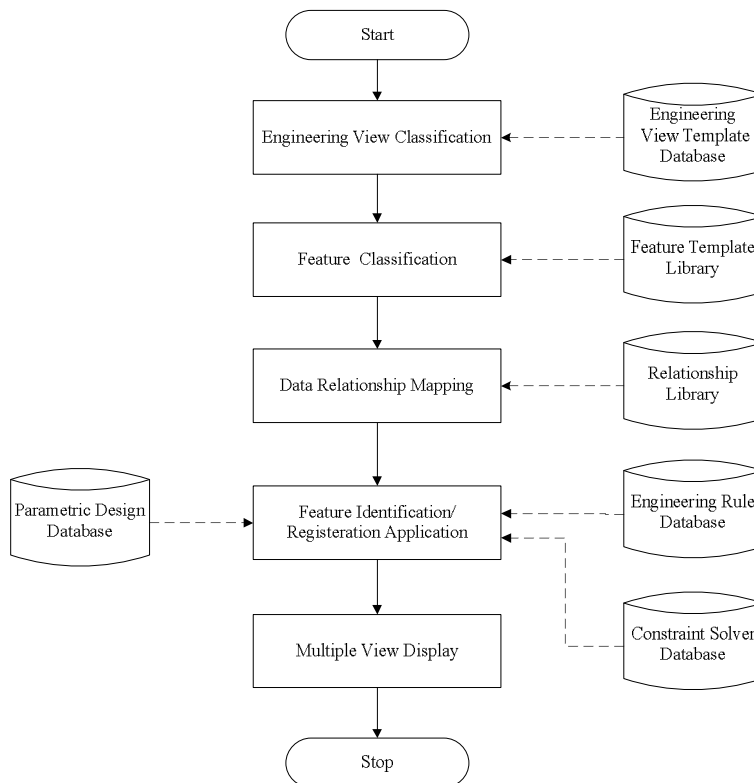 Start
Engineering View Classification
Engineering
View Template
Database
Feature Classification
Feature Template
Library
Data Relationship Mapping
Relationship
Library
Parametric Design
Database
Feature Identification/
Registeration Application
Engineering Rule
Database
Multiple View Display
Constraint Solver
Database
Stop